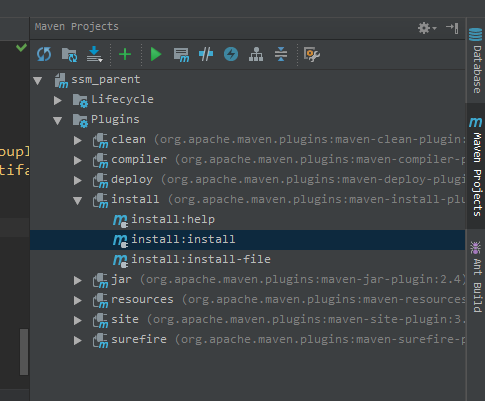 Maven Projects
ssm_parent
Lifecycle
Plugins
clean (org.apache.maven.plugins:maven-clean-plugin:
oupl
compiler (org.apache.maven.plugins:maven-compiler-p
tifa
deploy (org.apache.maven.plugins:maven-deploy-plugin
install (org.apache.maven.plugins:maven-install-plu
install:help
install:install
install:install-file
jar (org.apache.maven.plugins:maven-jar-plugin:2.4)
resources (org.apache.maven.plugins:maven-resources
site (org.apache.maven.plugins:maven-site-plugin:3.
surefire (org.apache.maven.plugins:maven-surefire-p
Database
Maven Projects
Ant Build